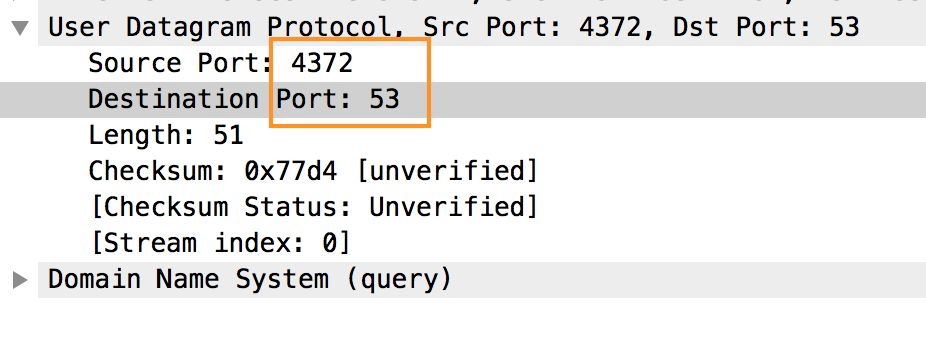 User Datagram Protocol, Src Port: 4372, Dst Port: 53
Source Port: 4372
Destination Port: 53
Length: 51
Checksum: 0x77d4 [unverified]
[Checksum Status: Unverified]
[Stream index: 0]
Domain Name System (query)